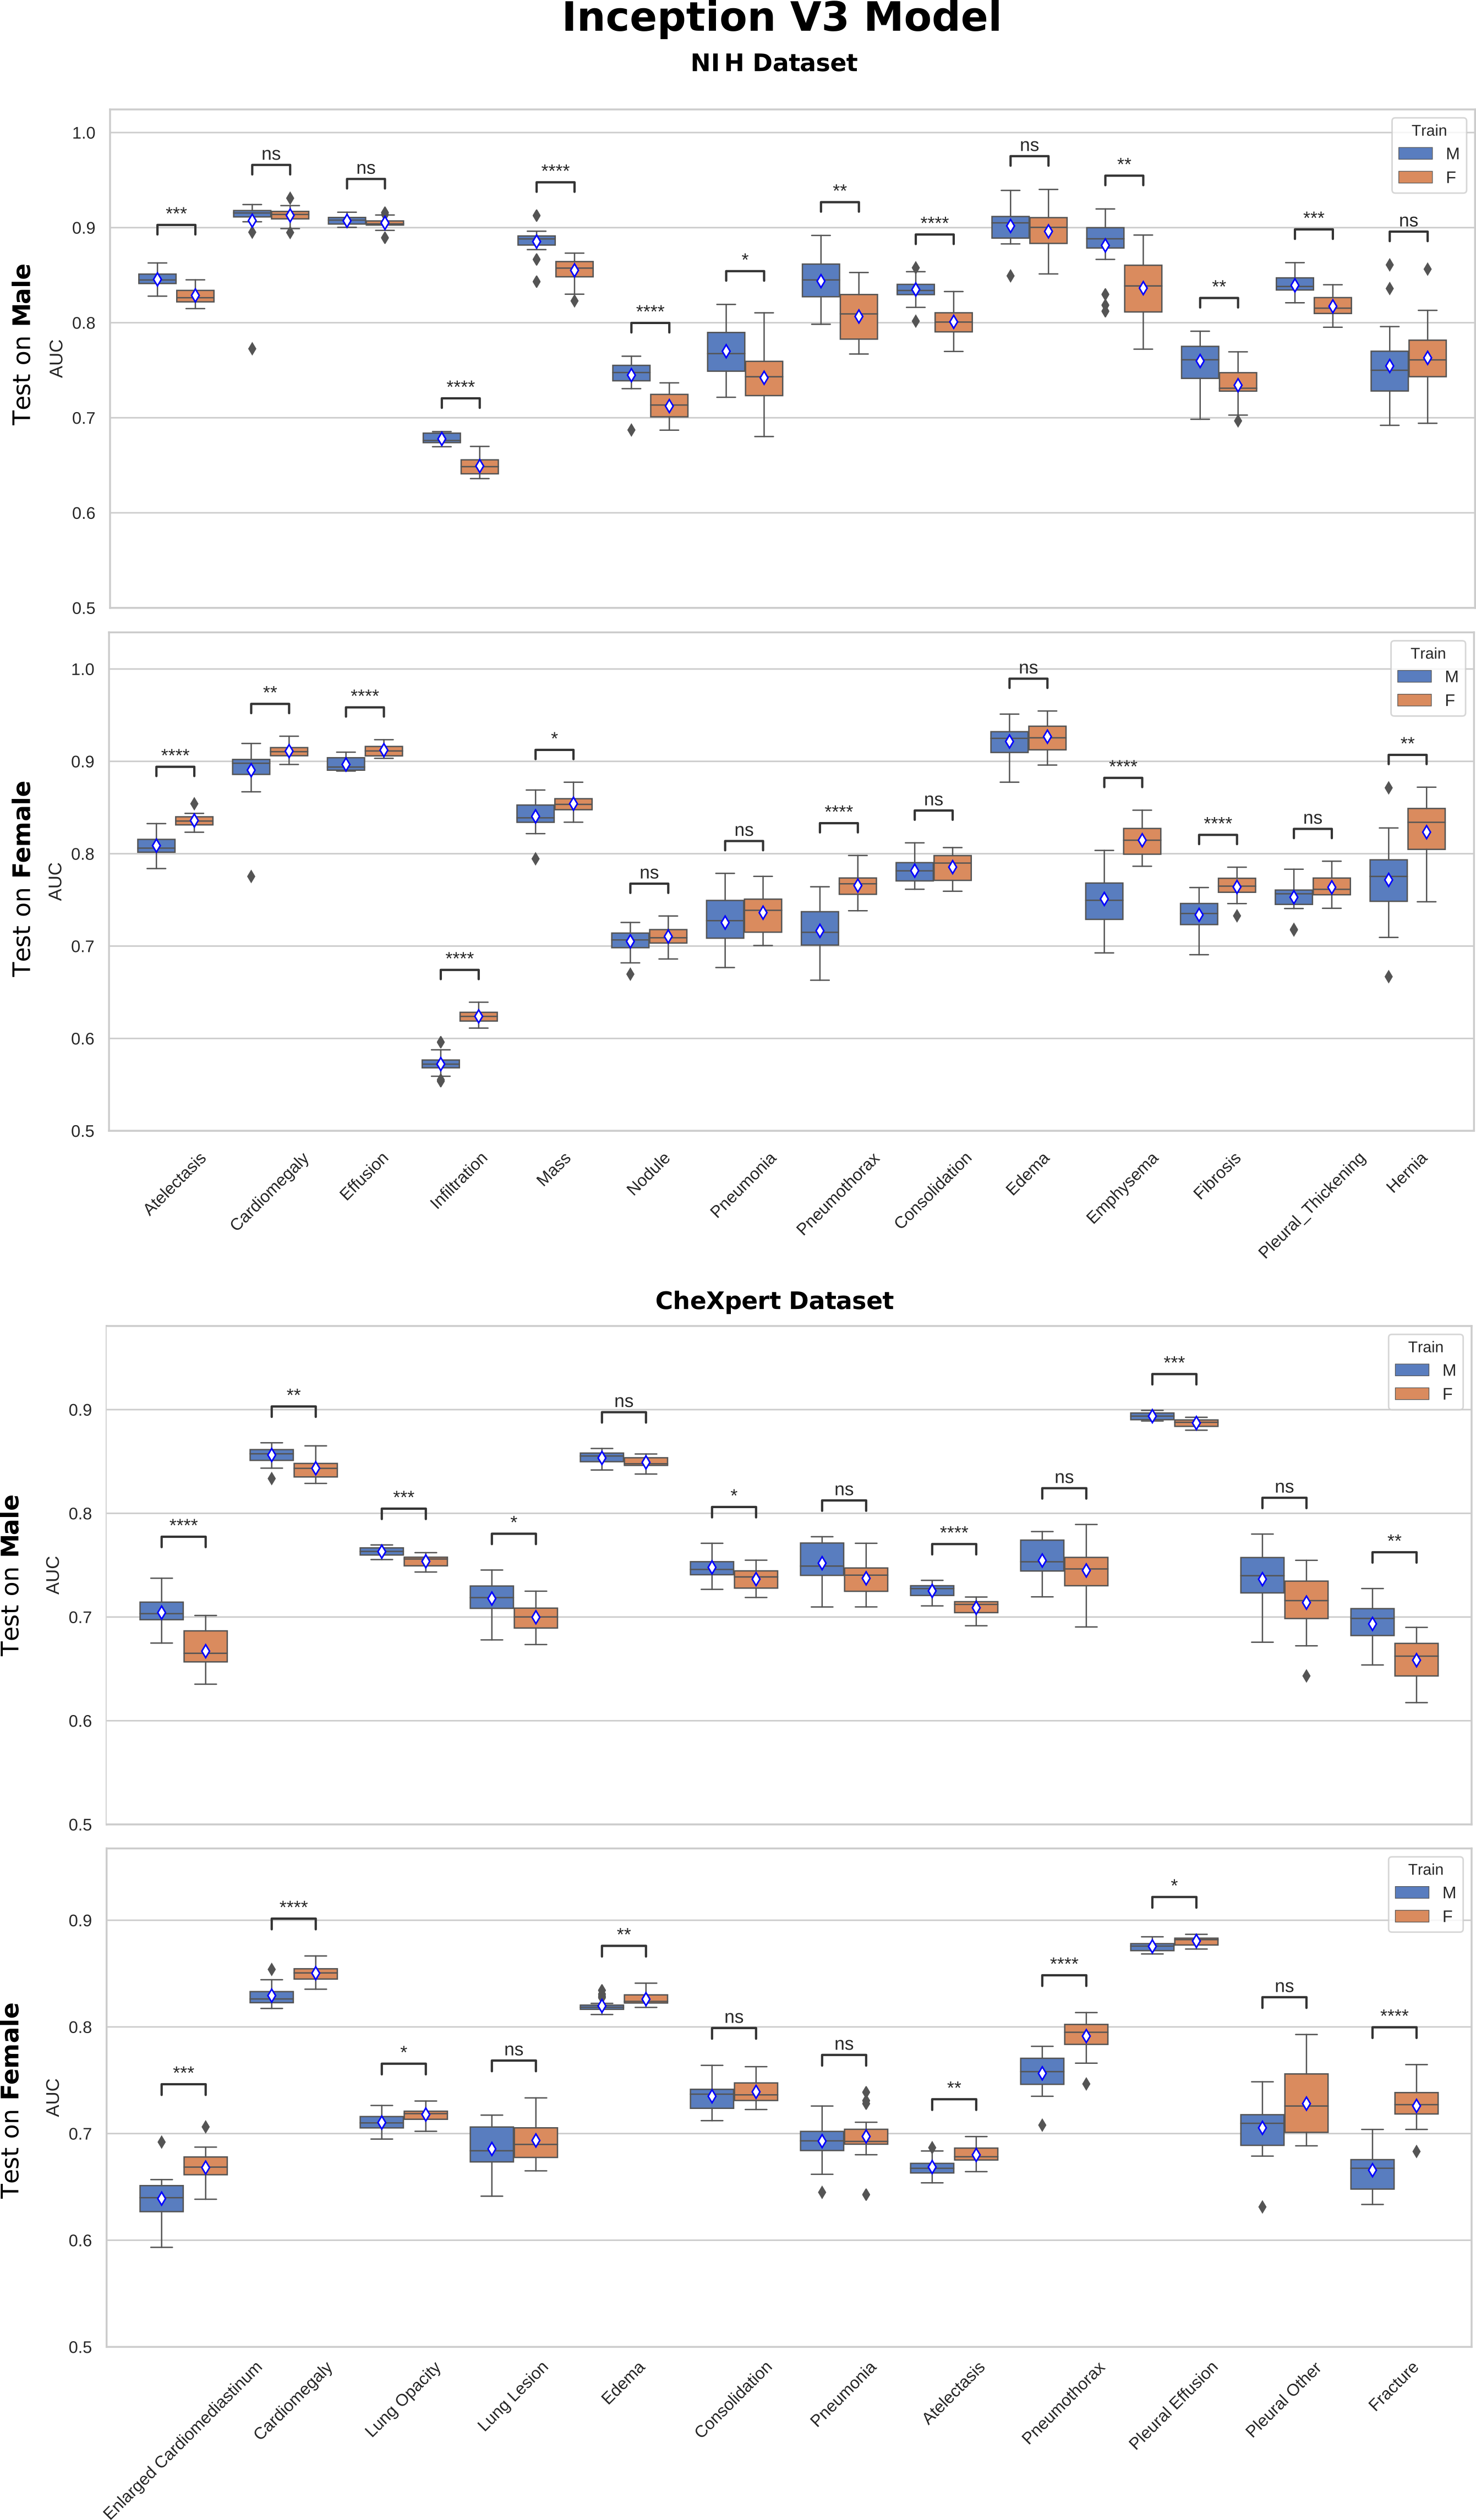 Inception V3 Model
NIH Dataset
Test on Male
AUC
1.0
0.9
0.8
0.7
0.6
0.5
Train
M
F
***
ns
ns
****
****
****
*
**
****
ns
**
**
***
ns
Test on Female
AUC
1.0
0.9
0.8
0.7
0.6
0.5
Train
M
F
****
**
****
****
*
ns
ns
****
ns
ns
****
****
ns
**
Atelectasis
Cardiomegaly
Effusion
Infiltration
Mass
Nodule
Pneumonia
Pneumothorax
Consolidation
Edema
Emphysema
Fibrosis
Pleural_Thickening
Hernia
CheXpert Dataset
Test on Male
AUC
0.9
0.8
0.7
0.6
0.5
Train
M
F
****
**
***
*
ns
*
ns
****
ns
***
ns
**
Test on Female
AUC
0.9
0.8
0.7
0.6
0.5
Train
M
F
***
****
*
ns
**
ns
ns
**
****
*
ns
****
Enlarged Cardiomediastinum
Cardiomegaly
Lung Opacity
Lung Lesion
Edema
Consolidation
Pneumonia
Atelectasis
Pneumothorax
Pleural Effusion
Pleural Other
Fracture